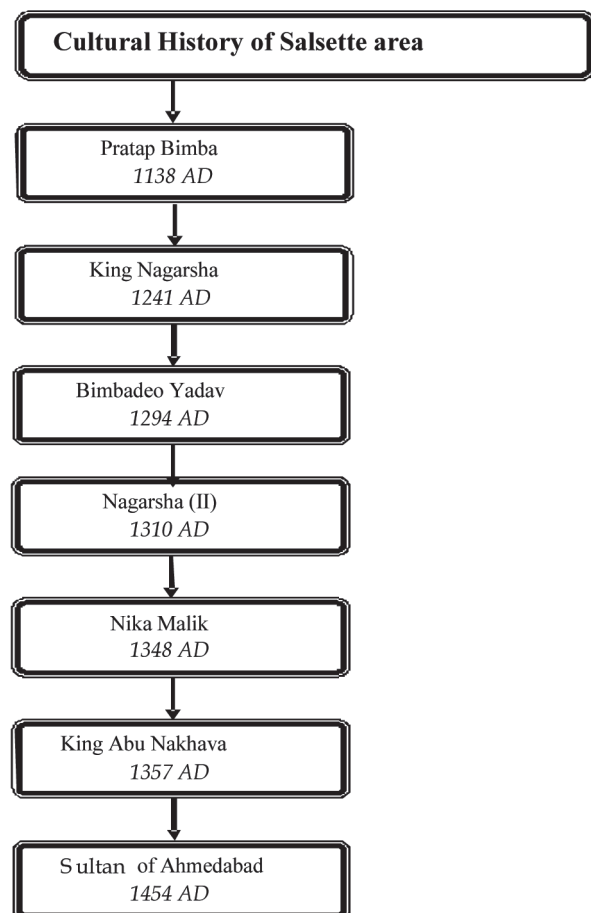 Cultural History of Salsette area
Pratap Bimba
1138 AD
King Nagarsha
1241 AD
Bimbadeo Yadav
1294 AD
Nagarsha (II)
1310 AD
Nika Malik
1348 AD
King Abu Nakhava
1357 AD
Sultan of Ahmedabad
1454 AD